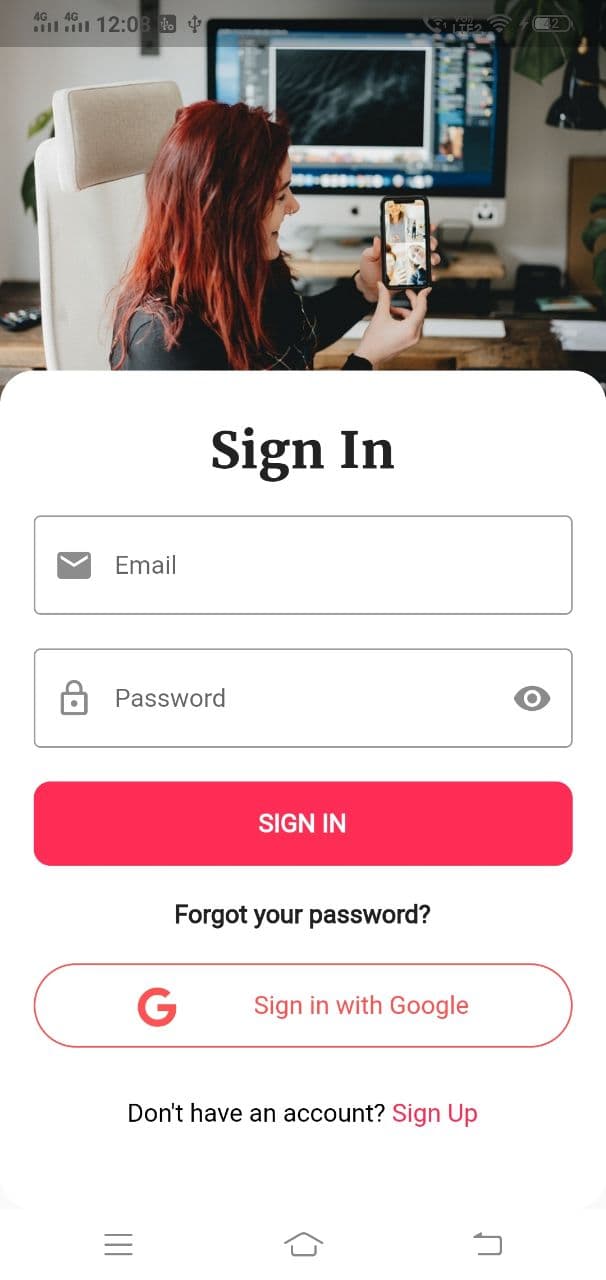 4G 4G 12:08 42
Sign In
Email
Password
SIGN IN
Forgot your password?
G Sign in with Google
Don't have an account? Sign Up